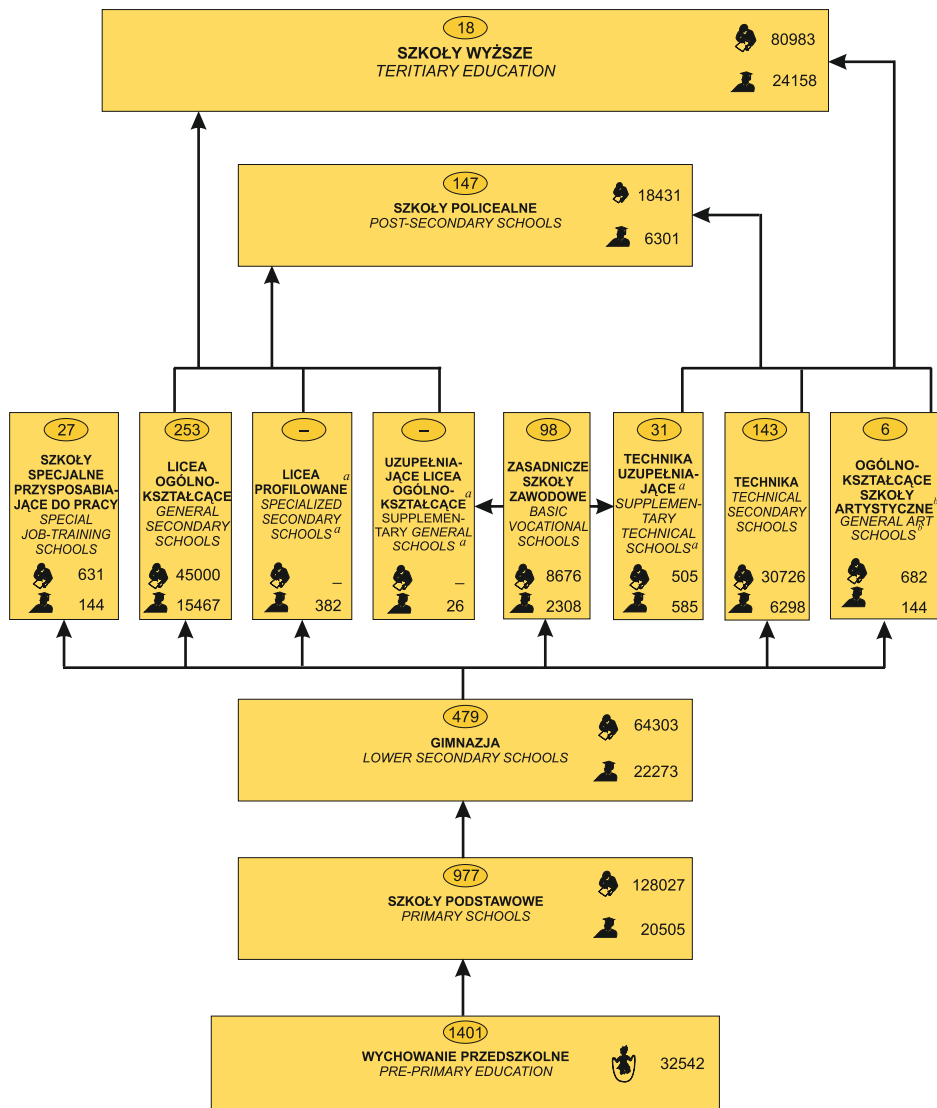 18
SZKOŁY WYŻSZE
TERITIARY EDUCATION
80983
24158
147
SZKOŁY POLICEALNE
POST-SECONDARY SCHOOLS
18431
6301
27
SZKOŁY
SPECJALNE
PRZYSPOSABIA-
JĄCE DO PRACY
SPECIAL
JOB-TRAINING
SCHOOLS
631
144
253
LICEA
OGÓLNO-
KSZTAŁCĄCE
GENERAL
SECONDARY
SCHOOLS
45000
15467
–
LICEA a
PROFILOWANE
SPECIALIZED
SECONDARY
SCHOOLS a
–
382
–
UZUPEŁNIA-
JĄCE LICEA
OGÓLNO-
KSZTAŁCĄCE a
SUPPLEMEN-
TARY GENERAL
SCHOOLS a
–
26
98
ZASADNICZE
SZKOŁY
ZAWODOWE
BASIC
VOCATIONAL
SCHOOLS
8676
2308
31
TECHNIKA
UZUPEŁNIA-
JĄCE a
SUPPLEMEN-
TARY
TECHNICAL
SCHOOLS a
505
585
143
TECHNIKA
TECHNICAL
SECONDARY
SCHOOLS
30726
6298
6
OGÓLNO-
KSZTAŁCĄCE
SZKOŁY
ARTYSTYCZNE b
GENERAL ART
SCHOOLS b
682
144
479
GIMNAZJA
LOWER SECONDARY SCHOOLS
64303
22273
977
SZKOŁY PODSTAWOWE
PRIMARY SCHOOLS
128027
20505
1401
WYCHOWANIE PRZEDSZKOLNE
PRE-PRIMARY EDUCATION
32542